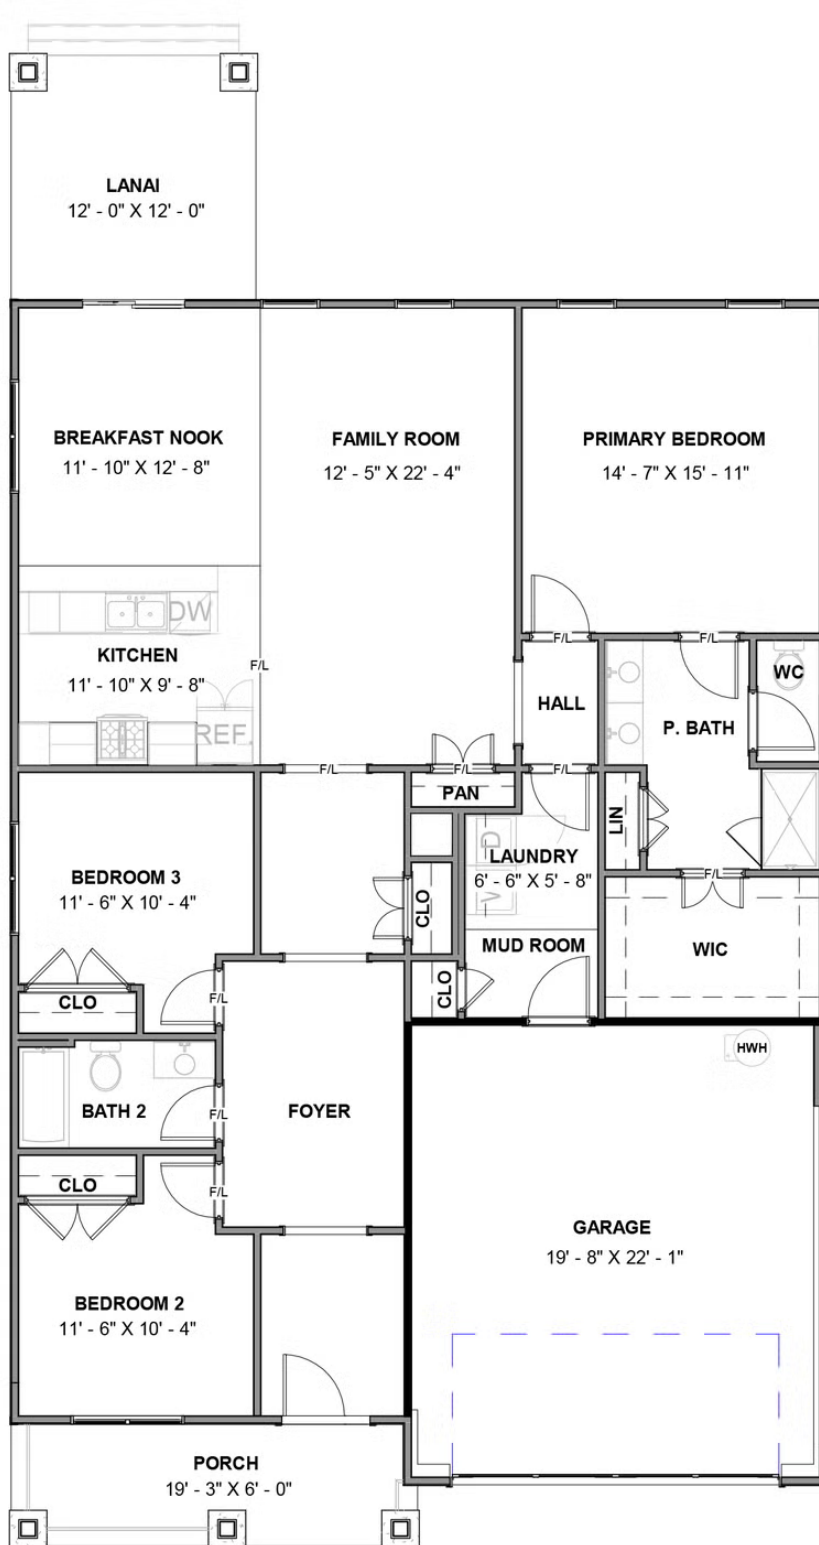 LANAI
12' - 0" X 12' - 0"
BREAKFAST NOOK
11' - 10" X 12' - 8"
FAMILY ROOM
12' - 5" X 22' - 4"
PRIMARY BEDROOM
14' - 7" X 15' - 11"
DW
KITCHEN
11' - 10" X 9' - 8"
REF.
F/L
F/L
F/L
HALL
P. BATH
WC
F/L
F/L
F/L
PAN
LIN
D
LAUNDRY
6' - 6" X 5' - 8"
BEDROOM 3
11' - 6" X 10' - 4"
CLO
F/L
MUD ROOM
WIC
CLO
CLO
F/L
HWH
BATH 2
F/L
FOYER
CLO
F/L
GARAGE
19' - 8" X 22' - 1"
BEDROOM 2
11' - 6" X 10' - 4"
PORCH
19' - 3" X 6' - 0"